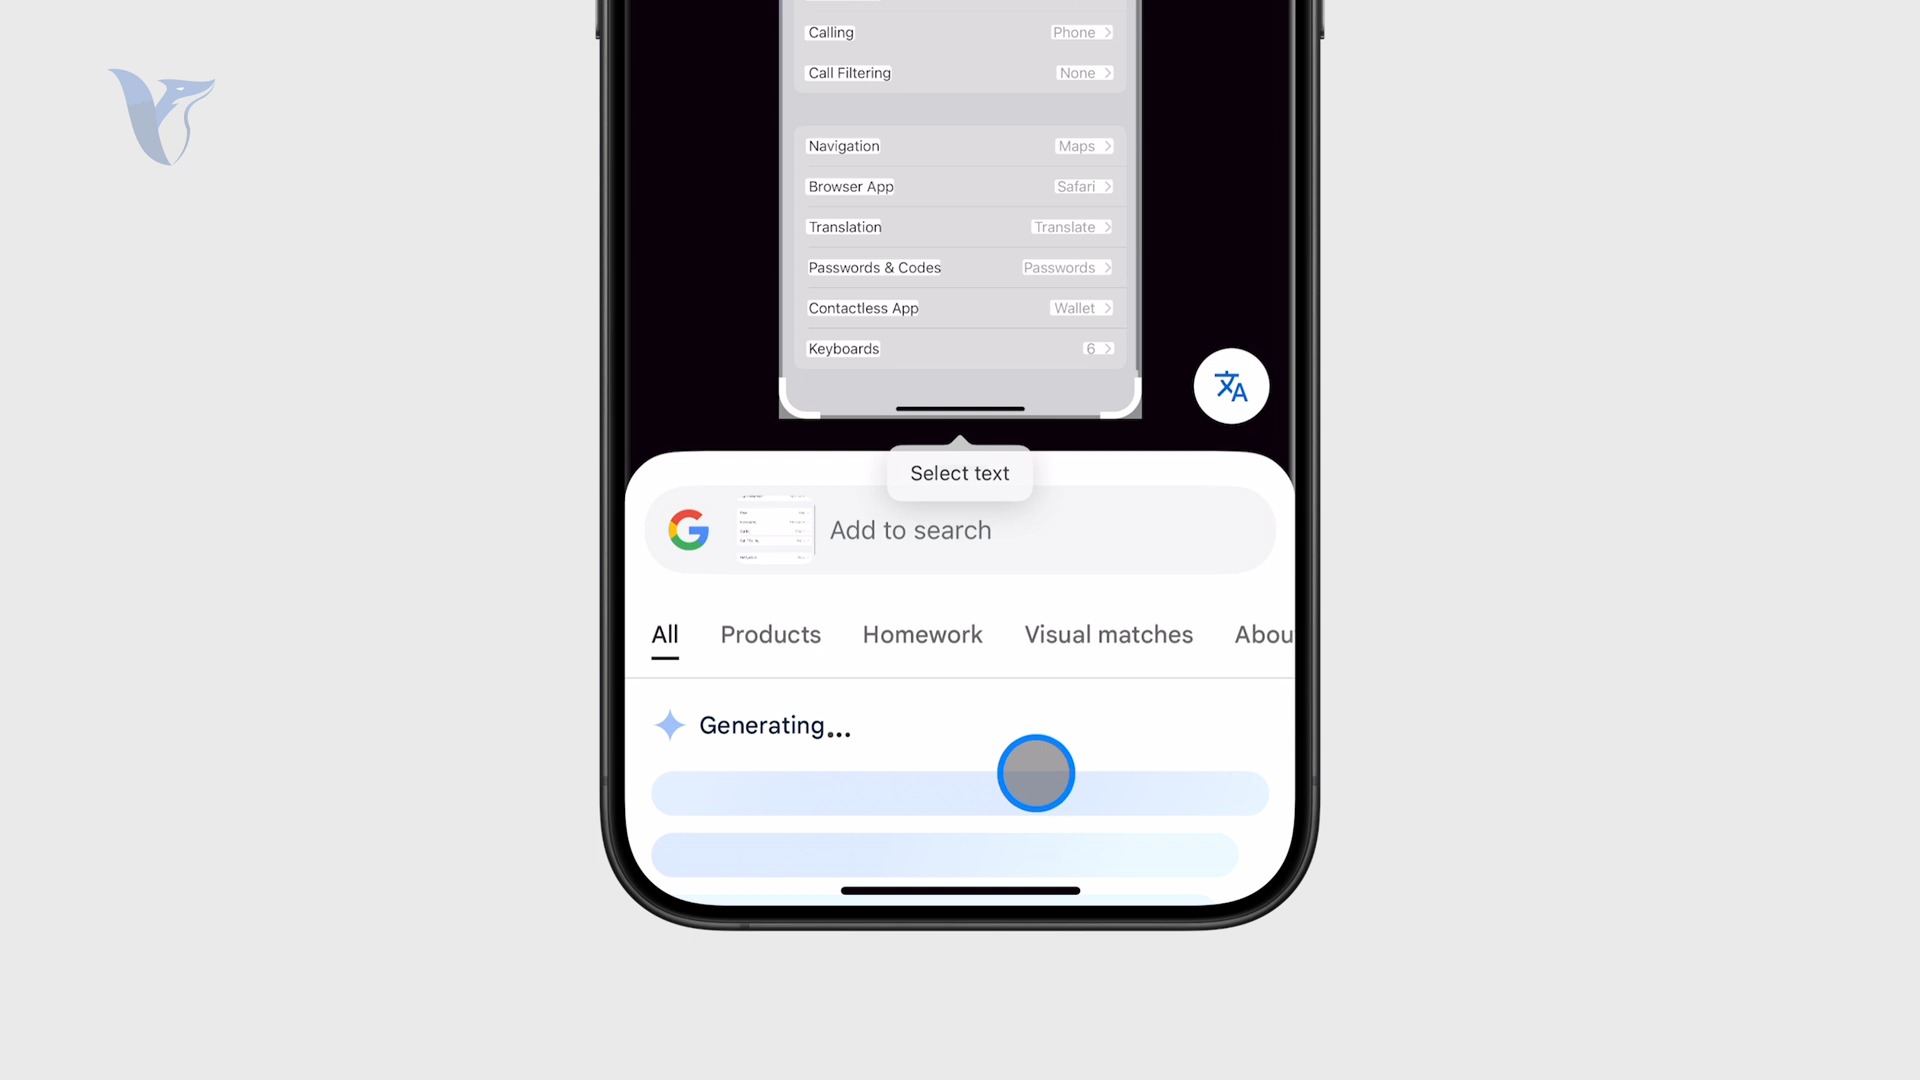 Calling Phone
Call Filtering None
Navigation Maps
Browser App Safari
Translation Translate
Passwords & Codes Passwords
Contactless App Wallet
Keyboards 6
Select text
Add to search
All Products Homework Visual matches Abou
Generating...